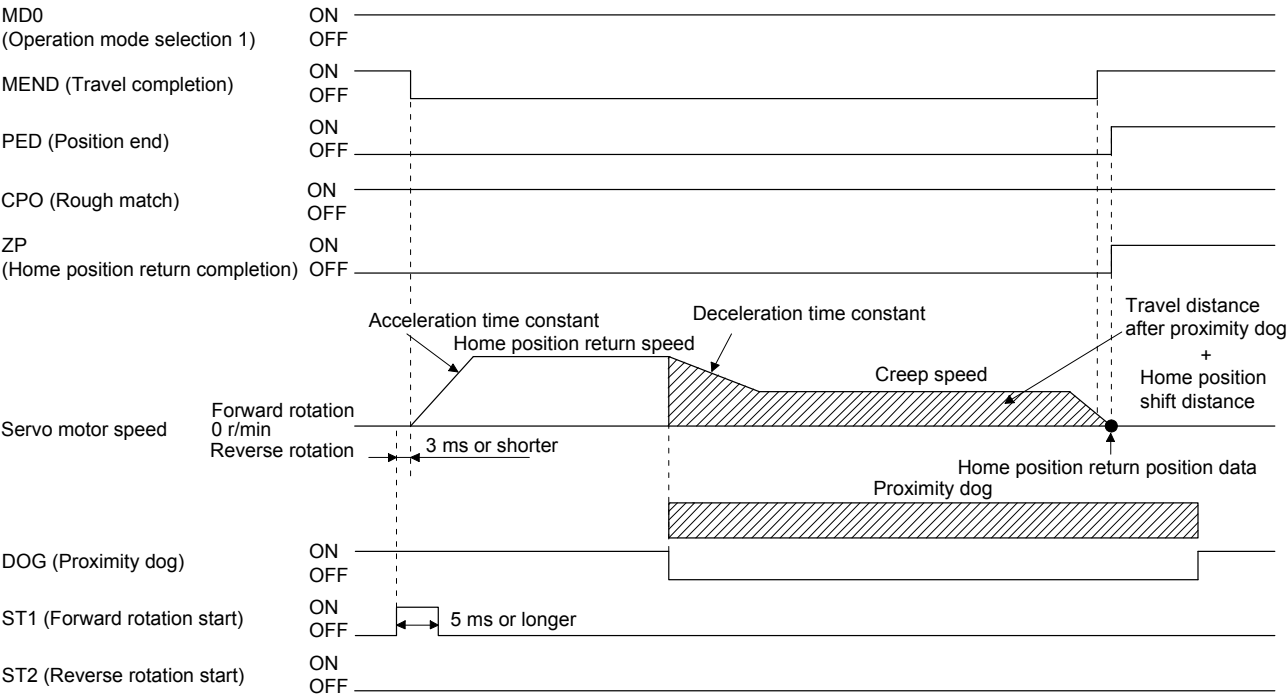 MD0
(Operation mode selection 1)
ON
OFF
MEND (Travel completion)
ON
OFF
PED (Position end)
ON
OFF
CPO (Rough match)
ON
OFF
ZP
(Home position return completion)
ON
OFF
Acceleration time constant
Home position return speed
Deceleration time constant
Creep speed
Travel distance
after proximity dog
+
Home position
shift distance
Servo motor speed
Forward rotation
0 r/min
Reverse rotation
3 ms or shorter
Home position return position data
Proximity dog
DOG (Proximity dog)
ON
OFF
ST1 (Forward rotation start)
ON
OFF
5 ms or longer
ST2 (Reverse rotation start)
ON
OFF